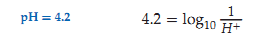 pH = 4.2 4.2 = log₁₀ 1/H+